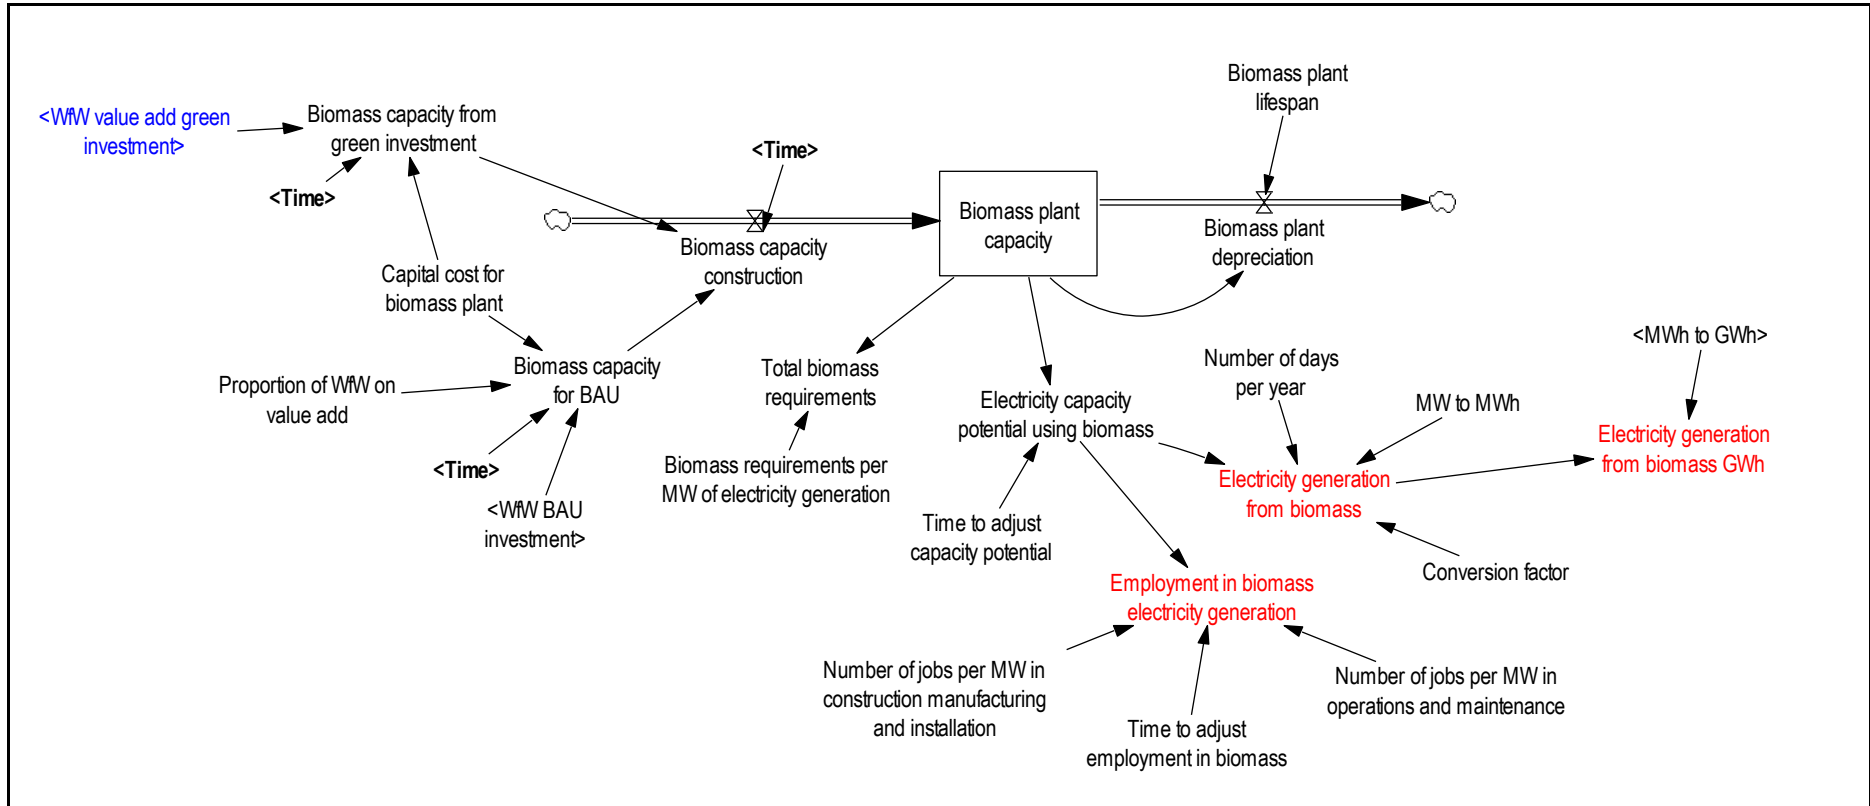 Biomass plant
lifespan
<WfW value add green
investment>
Biomass capacity from
green investment
<Time>
<Time>
Biomass plant
capacity
Biomass plant
depreciation
Biomass capacity
construction
Capital cost for
biomass plant
<MWh to GWh>
Number of days
per year
Biomass capacity
for BAU
Total biomass
requirements
Proportion of WfW on
value add
Electricity capacity
potential using biomass
MW to MWh
Electricity generation
from biomass GWh
<Time>
Biomass requirements per
MW of electricity generation
Electricity generation
from biomass
<WfW BAU
investment>
Time to adjust
capacity potential
Conversion factor
Employment in biomass
electricity generation
Number of jobs per MW in
construction manufacturing
and installation
Number of jobs per MW in
operations and maintenance
Time to adjust
employment in biomass